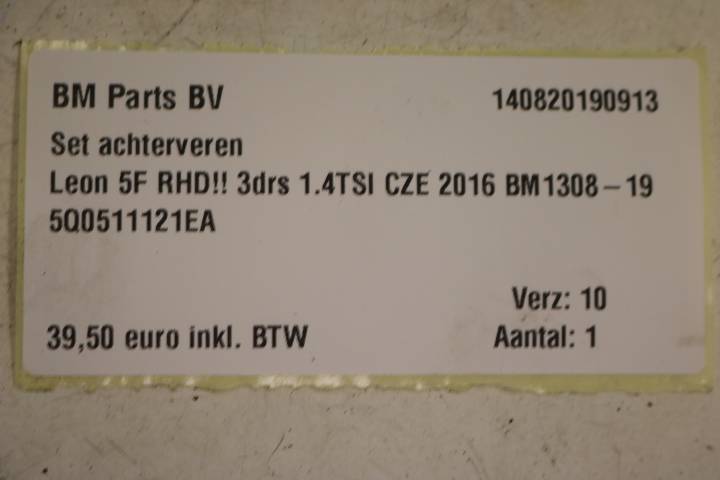 BM Parts BV 140820190913
Set achterveren
Leon 5F RHD!! 3drs 1.4TSI CZE 2016 BM1308-19
5Q0511121EA
Verz: 10
39,50 euro inkl. BTW Aantal: 1